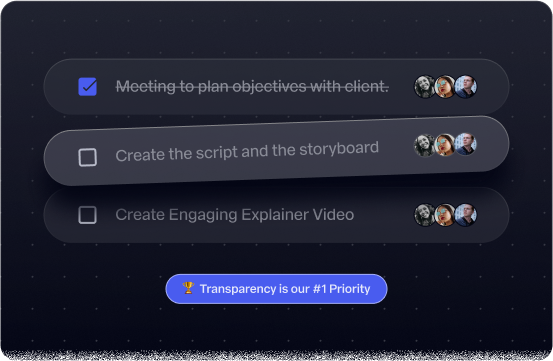 Meeting to plan objectives with client.
Create the script and the storyboard
Create Engaging Explainer Video
🏆 Transparency is our #1 Priority